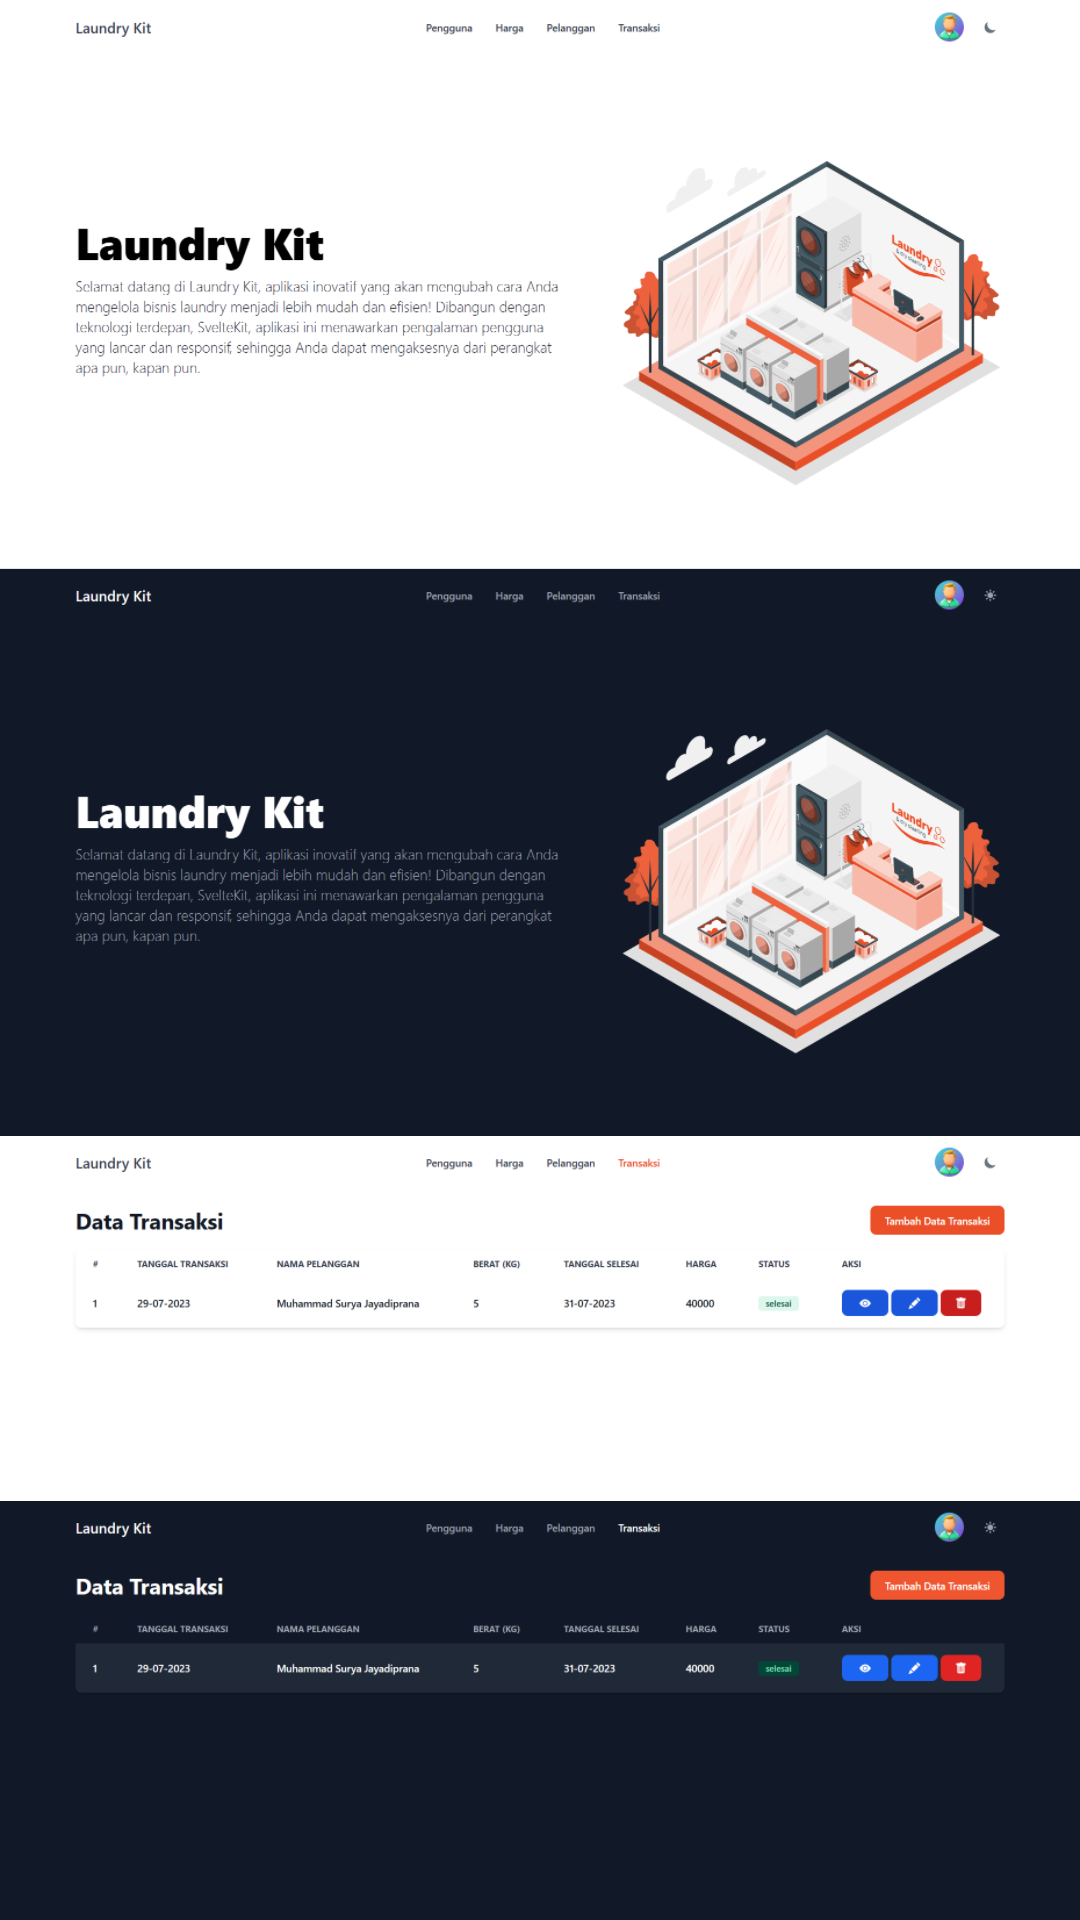 Laundry Kit
Pengguna Harga Pelanggan Transaksi
Laundry Kit
Selamat datang di Laundry Kit, aplikasi inovatif yang akan mengubah cara Anda
mengelola bisnis laundry menjadi lebih mudah dan efisien! Dibangun dengan
teknologi terdepan, SvelteKit, aplikasi ini menawarkan pengalaman pengguna
yang lancar dan responsif, sehingga Anda dapat mengaksesnya dari perangkat
apa pun, kapan pun.
Laundry
& dry cleaning
Laundry Kit
Pengguna Harga Pelanggan Transaksi
Laundry Kit
Selamat datang di Laundry Kit, aplikasi inovatif yang akan mengubah cara Anda
mengelola bisnis laundry menjadi lebih mudah dan efisien! Dibangun dengan
teknologi terdepan, SvelteKit, aplikasi ini menawarkan pengalaman pengguna
yang lancar dan responsif, sehingga Anda dapat mengaksesnya dari perangkat
apa pun, kapan pun.
Laundry
& dry cleaning
Laundry Kit
Pengguna Harga Pelanggan Transaksi
Data Transaksi
Tambah Data Transaksi
# TANGGAL TRANSAKSI NAMA PELANGGAN BERAT (KG) TANGGAL SELESAI HARGA STATUS AKSI
1 29-07-2023 Muhammad Surya Jayadiprana 5 31-07-2023 40000 selesai
Laundry Kit
Pengguna Harga Pelanggan Transaksi
Data Transaksi
Tambah Data Transaksi
# TANGGAL TRANSAKSI NAMA PELANGGAN BERAT (KG) TANGGAL SELESAI HARGA STATUS AKSI
1 29-07-2023 Muhammad Surya Jayadiprana 5 31-07-2023 40000 selesai